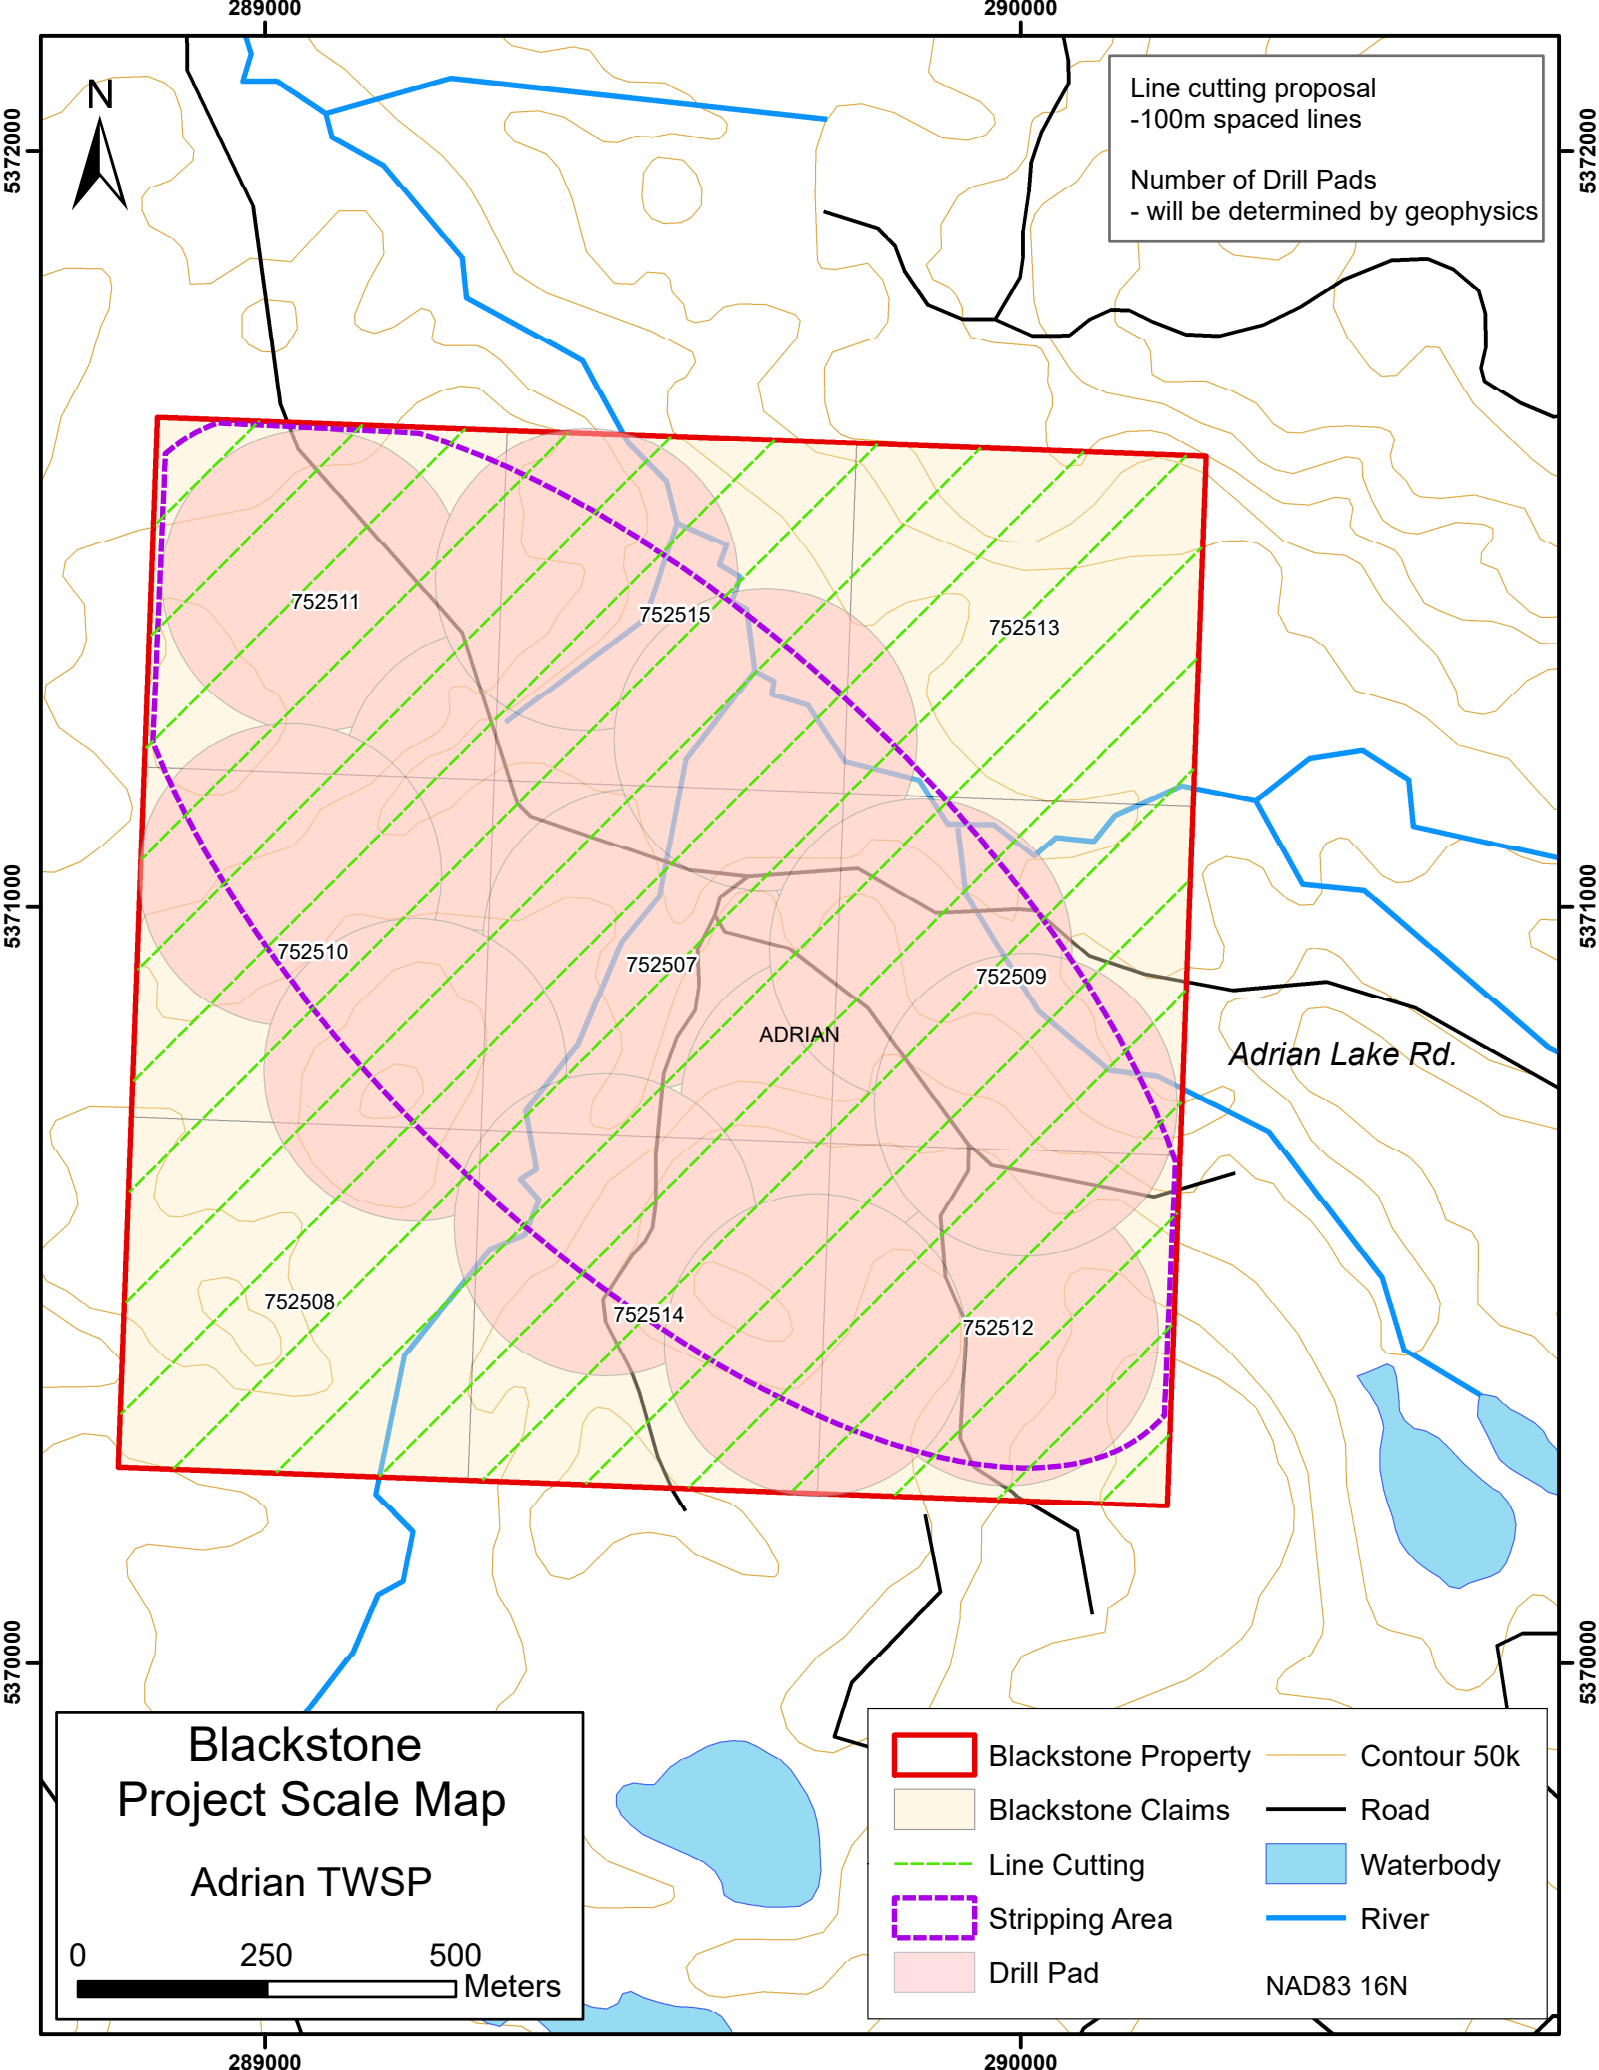 289000
290000
N
5372000
5372000
Line cutting proposal
-100m spaced lines
Number of Drill Pads
- will be determined by geophysics
752511
752515
752513
5371000
5371000
752510
752507
752509
ADRIAN
Adrian Lake Rd.
752508
752514
752512
5370000
5370000
Blackstone
Project Scale Map
Adrian TWSP
0 250 500
Meters
Blackstone Property
Blackstone Claims
Line Cutting
Stripping Area
Drill Pad
Contour 50k
Road
Waterbody
River
NAD83 16N
289000
290000